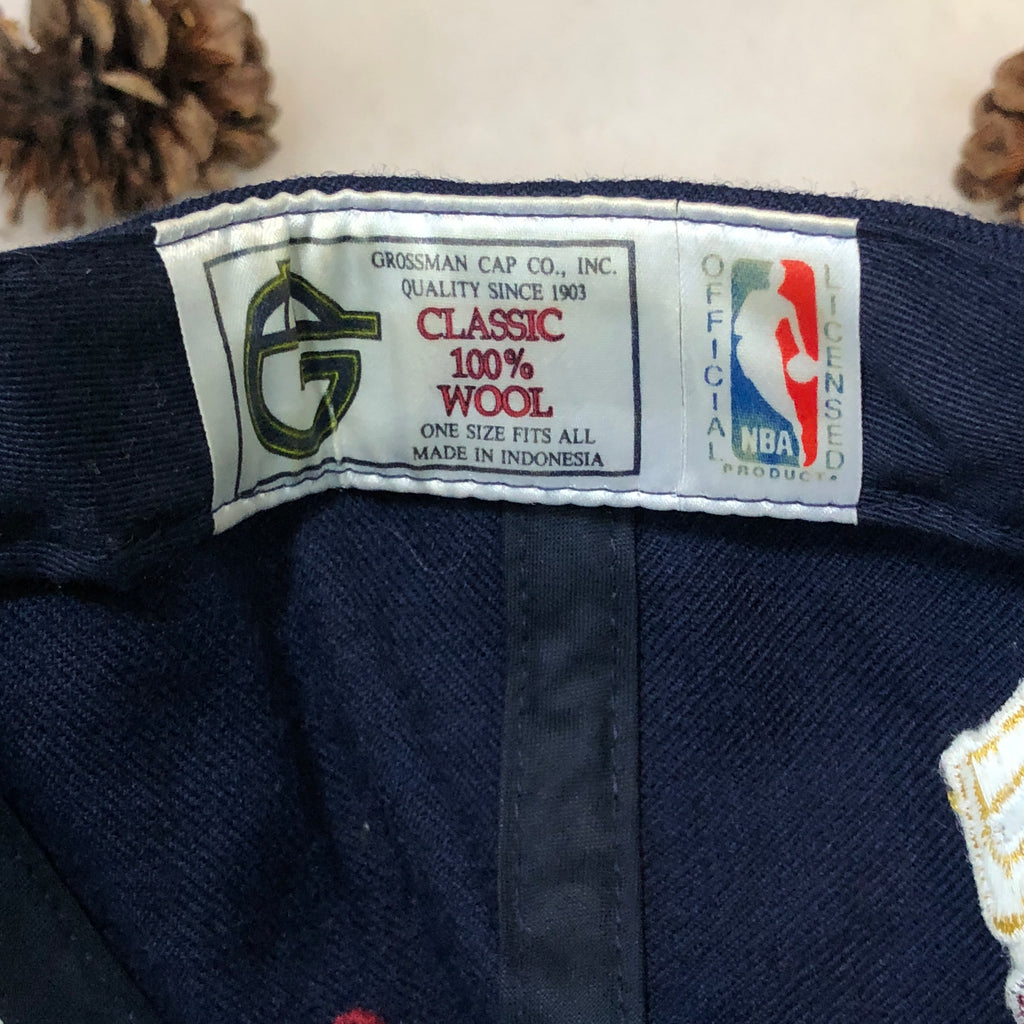 G
GROSSMAN CAP CO., INC.
QUALITY SINCE 1903
CLASSIC
100%
WOOL
ONE SIZE FITS ALL
MADE IN INDONESIA
OFFICIAL
LICENSED
NBA
PRODUCT